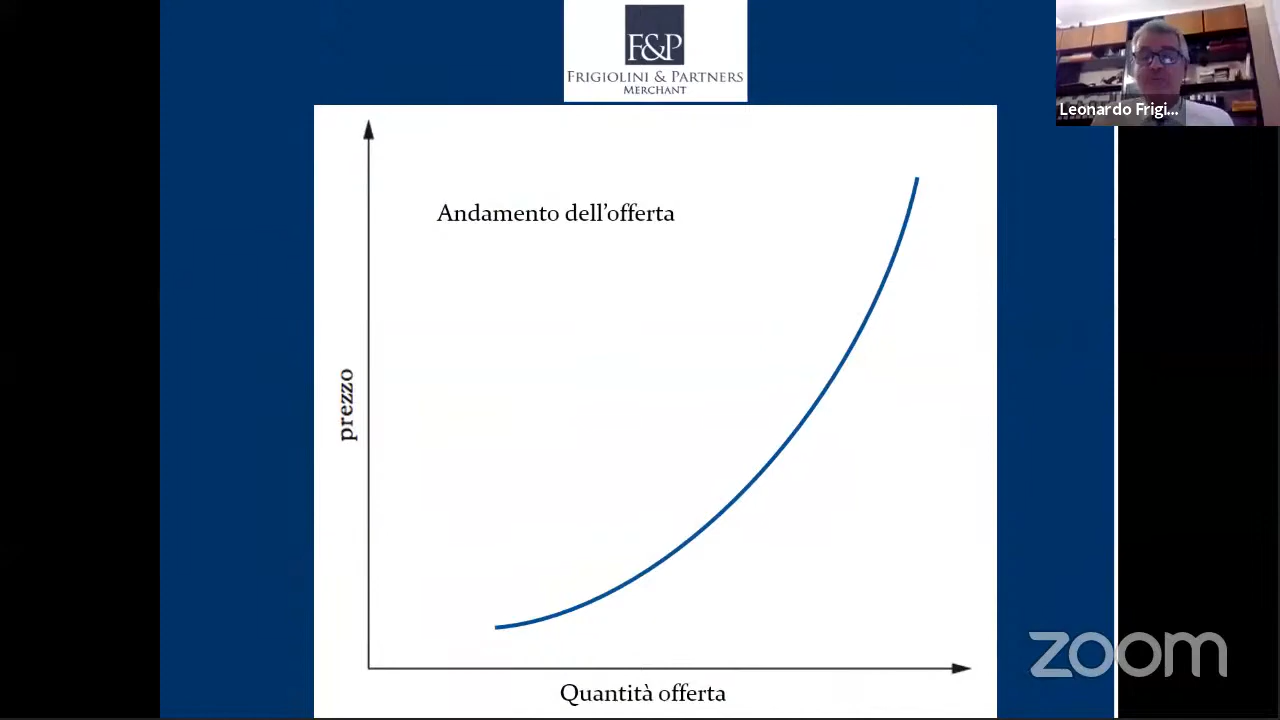 F&P
FRIGIOLINI & PARTNERS
MERCHANT
Leonardo Frigi...
Andamento dell’offerta
prezzo
Quantità offerta
zoom